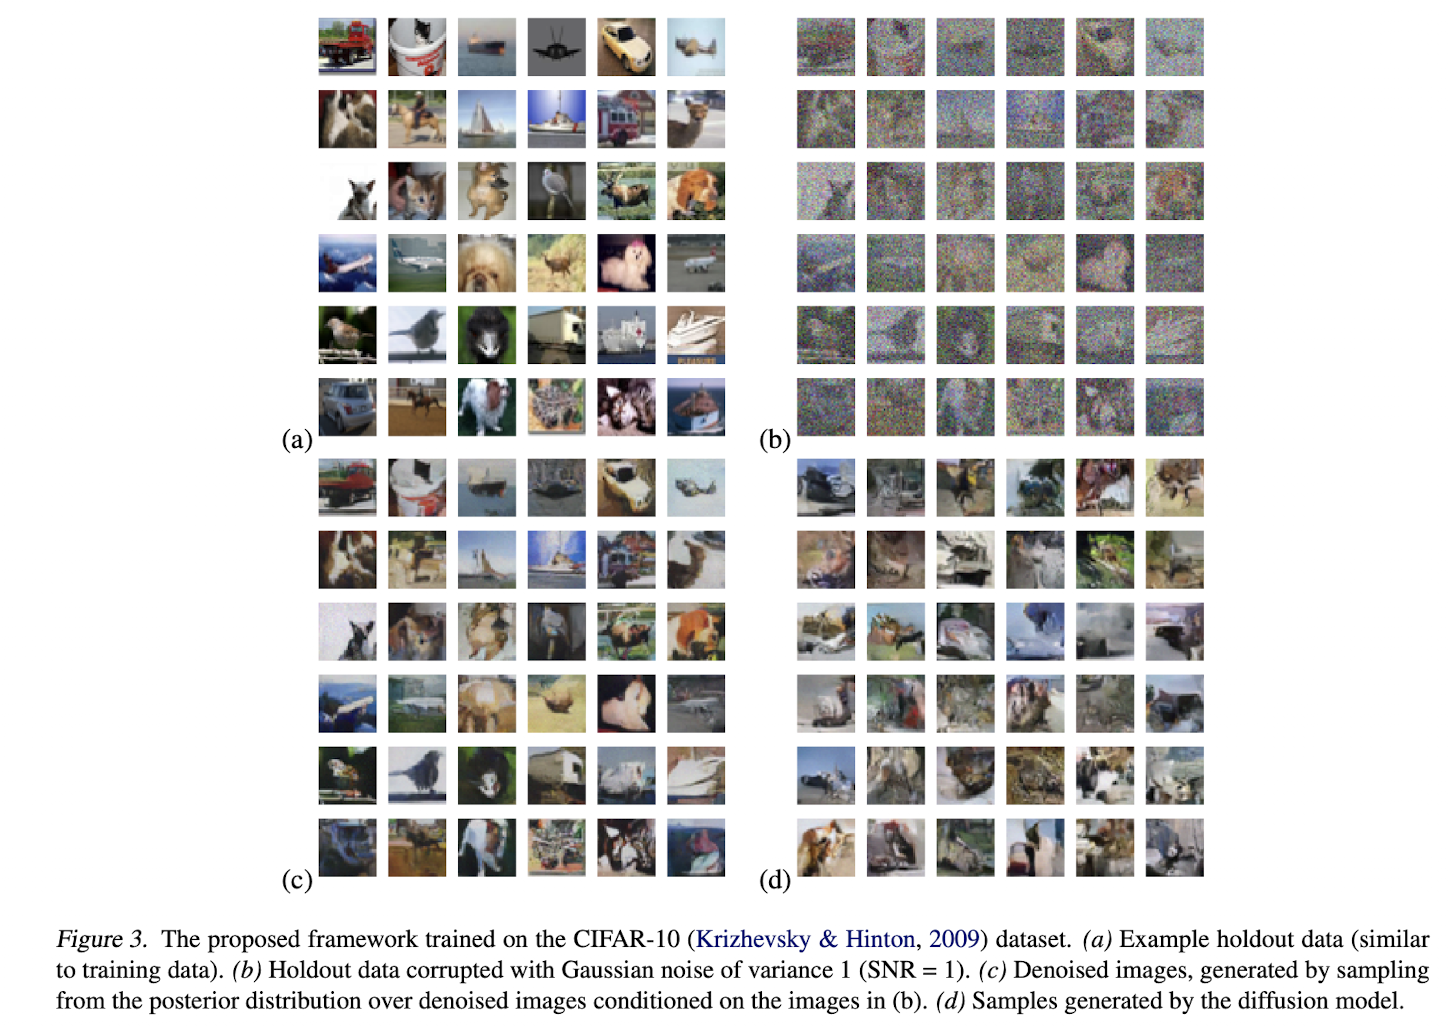 (a)
(b)
PLEASURE
(c)
(d)
Figure 3. The proposed framework trained on the CIFAR-10 (Krizhevsky & Hinton, 2009) dataset. (a) Example holdout data (similar
to training data). (b) Holdout data corrupted with Gaussian noise of variance 1 (SNR = 1). (c) Denoised images, generated by sampling
from the posterior distribution over denoised images conditioned on the images in (b). (d) Samples generated by the diffusion model.